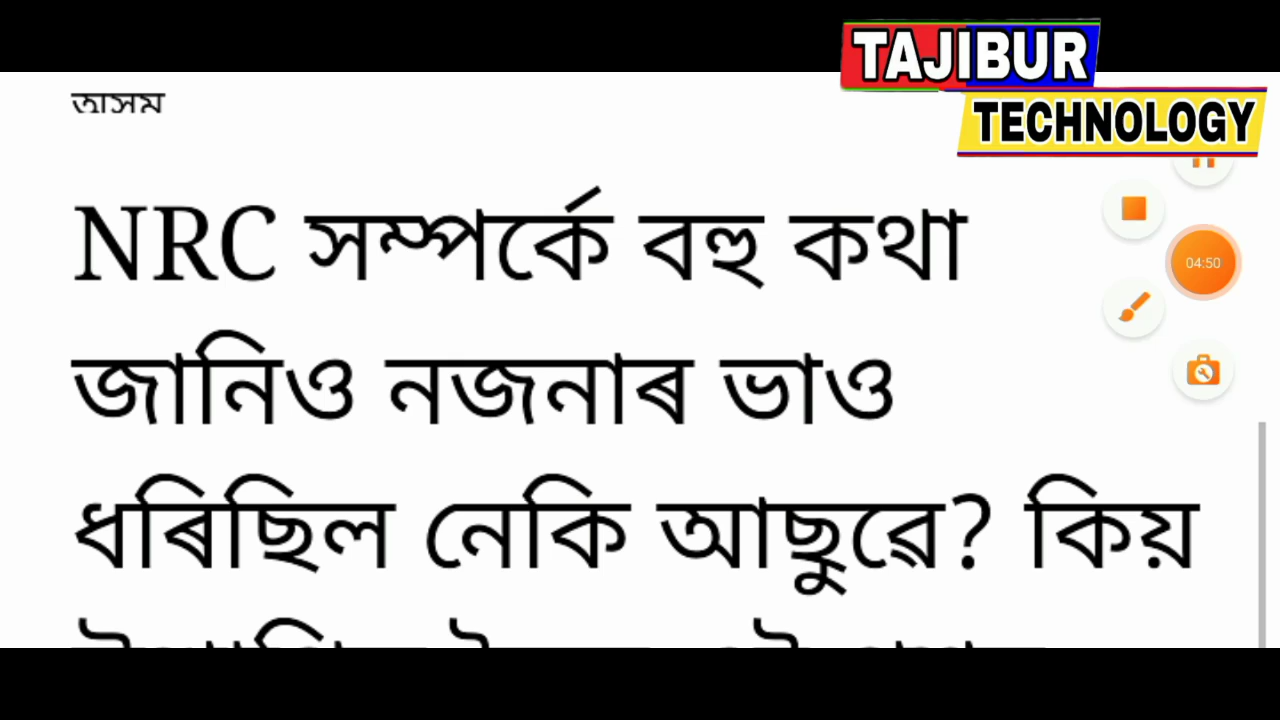 TAJIBUR
TECHNOLOGY
অসম
NRC সম্পৰ্কে বহু কথা
04:50
জানিও নজনাৰ ভাও
ধৰিছিল নেকি আছুৱে? কিয়